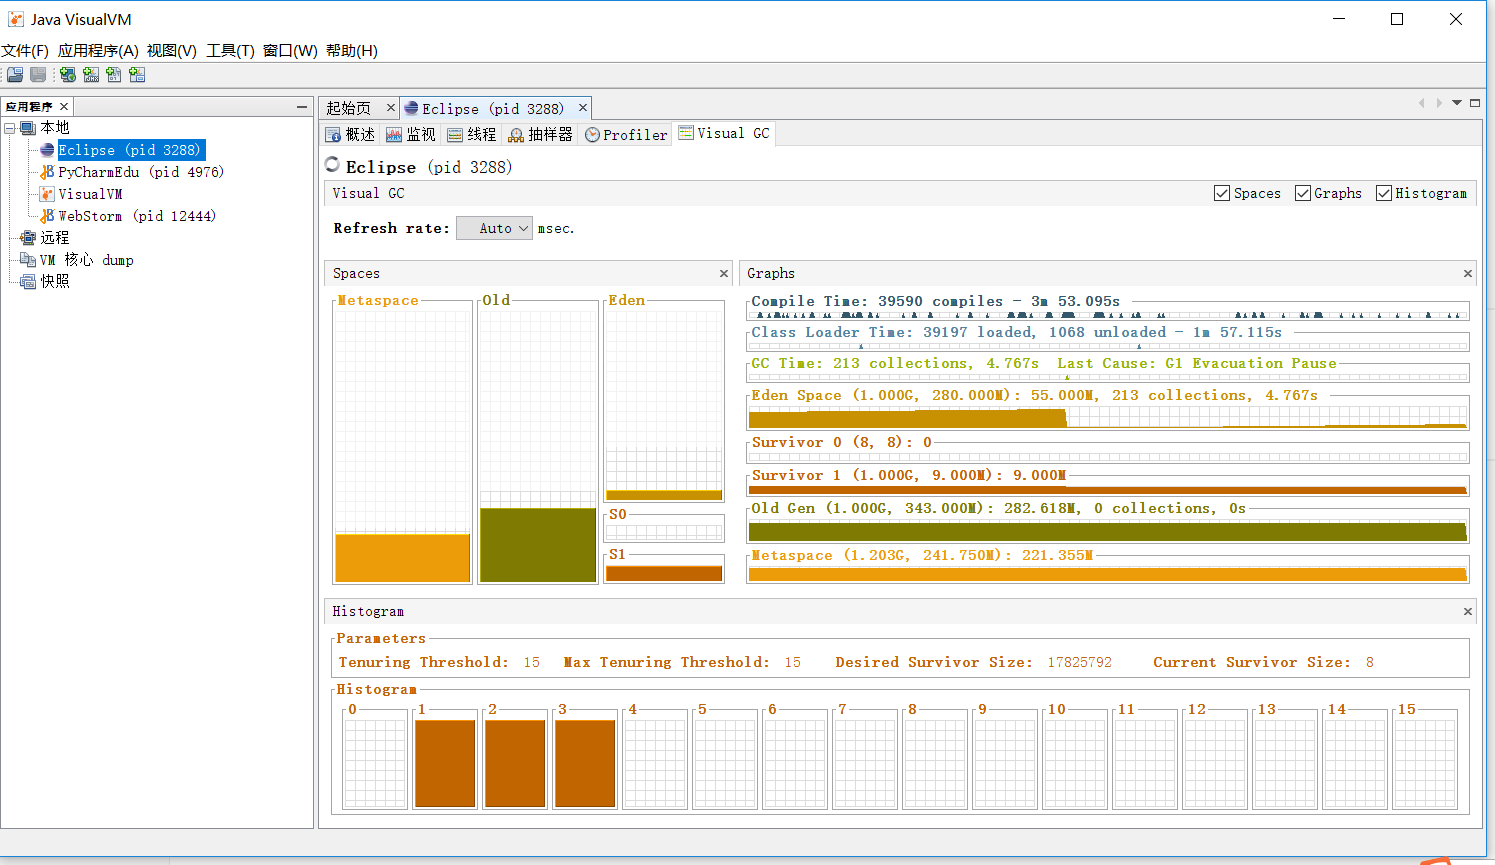 Java VisualVM
文件(F) 应用程序(A) 视图(V) 工具(T) 窗口(W) 帮助(H)
应用程序
本地
Eclipse (pid 3288)
PyCharmEdu (pid 4976)
VisualVM
WebStorm (pid 12444)
远程
VM 核心 dump
快照
起始页 Eclipse (pid 3288)
概述 监视 线程 抽样器 Profiler Visual GC
Eclipse (pid 3288)
Visual GC Spaces Graphs Histogram
Refresh rate: Auto msec.
Spaces
Metaspace Old Eden
S0
S1
Graphs
Compile Time: 39590 compiles - 3m 53.095s
Class Loader Time: 39197 loaded, 1068 unloaded - 1m 57.115s
GC Time: 213 collections, 4.767s Last Cause: G1 Evacuation Pause
Eden Space (1.000G, 280.000M): 55.000M, 213 collections, 4.767s
Survivor 0 (8, 8): 0
Survivor 1 (1.000G, 9.000M): 9.000M
Old Gen (1.000G, 343.000M): 282.618M, 0 collections, 0s
Metaspace (1.203G, 241.750M): 221.355M
Histogram
Parameters
Tenuring Threshold: 15 Max Tenuring Threshold: 15 Desired Survivor Size: 17825792 Current Survivor Size: 8
Histogram
0 1 2 3 4 5 6 7 8 9 10 11 12 13 14 15